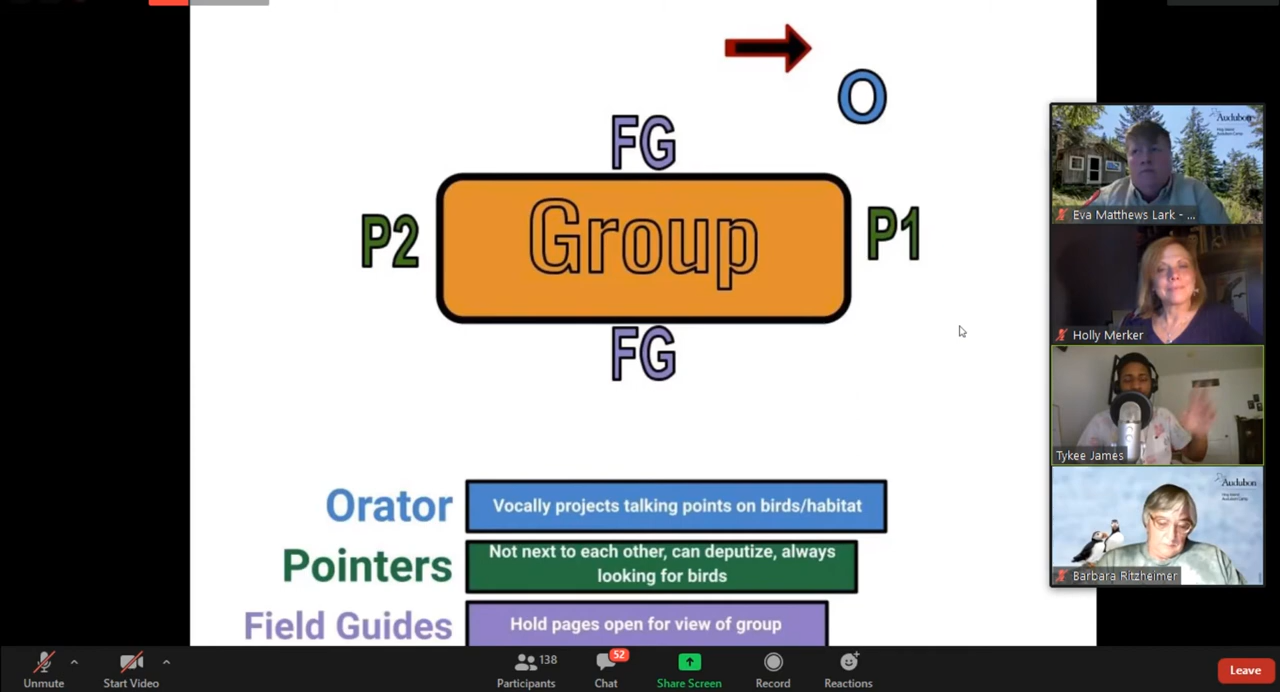 O
FG
P2
Group
P1
FG
Orator
Vocally projects talking points on birds/habitat
Pointers
Not next to each other, can deputize, always
looking for birds
Field Guides
Hold pages open for view of group
Audubon
Eva Matthews Lark - ...
Holly Merker
Tykee James
Audubon
Barbara Ritzheimer
Unmute
Start Video
138
Participants
52
Chat
Share Screen
Record
Reactions
Leave